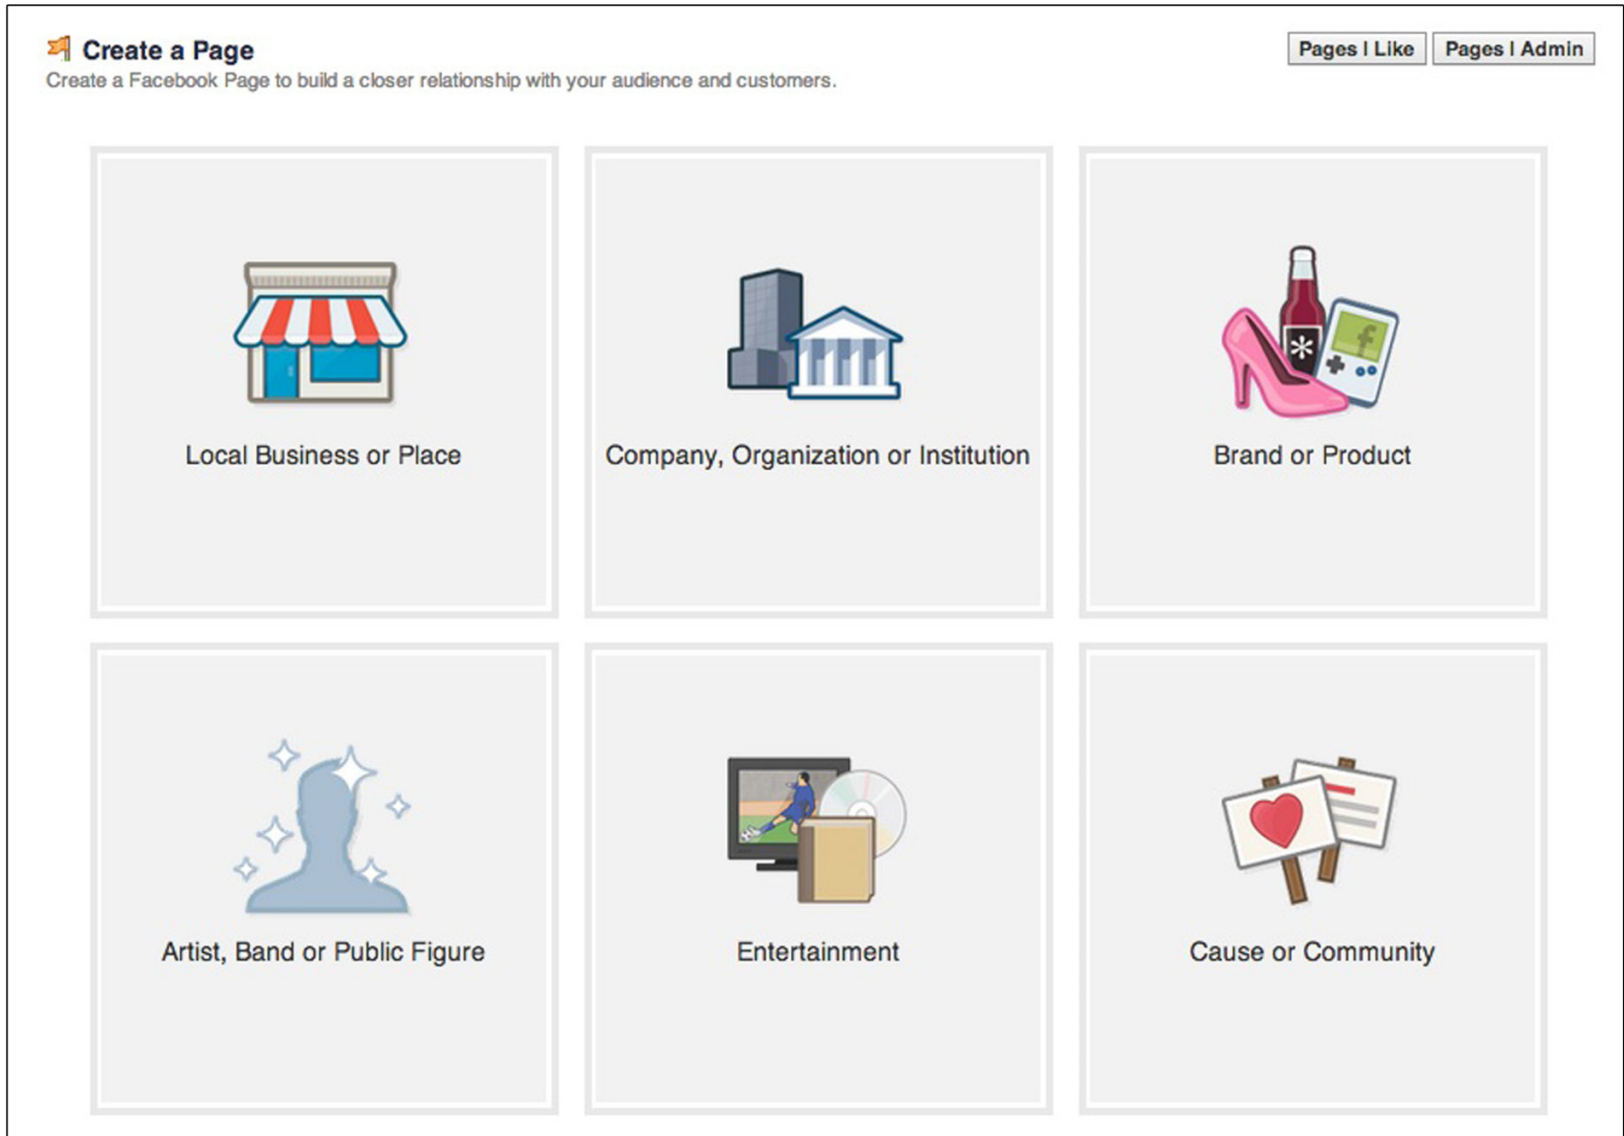 Create a Page
Pages I Like
Pages I Admin
Create a Facebook Page to build a closer relationship with your audience and customers.
Local Business or Place
Company, Organization or Institution
Brand or Product
Artist, Band or Public Figure
Entertainment
Cause or Community